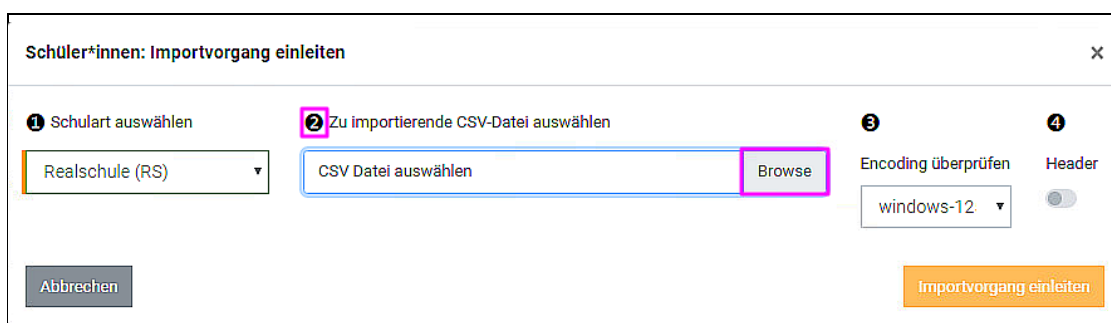 Schüler*innen: Importvorgang einleiten ×
❶ Schulart auswählen
Realschule (RS)
❷ Zu importierende CSV-Datei auswählen
CSV Datei auswählen Browse
❸
Encoding überprüfen
windows-12
❹
Header
Abbrechen
Importvorgang einleiten